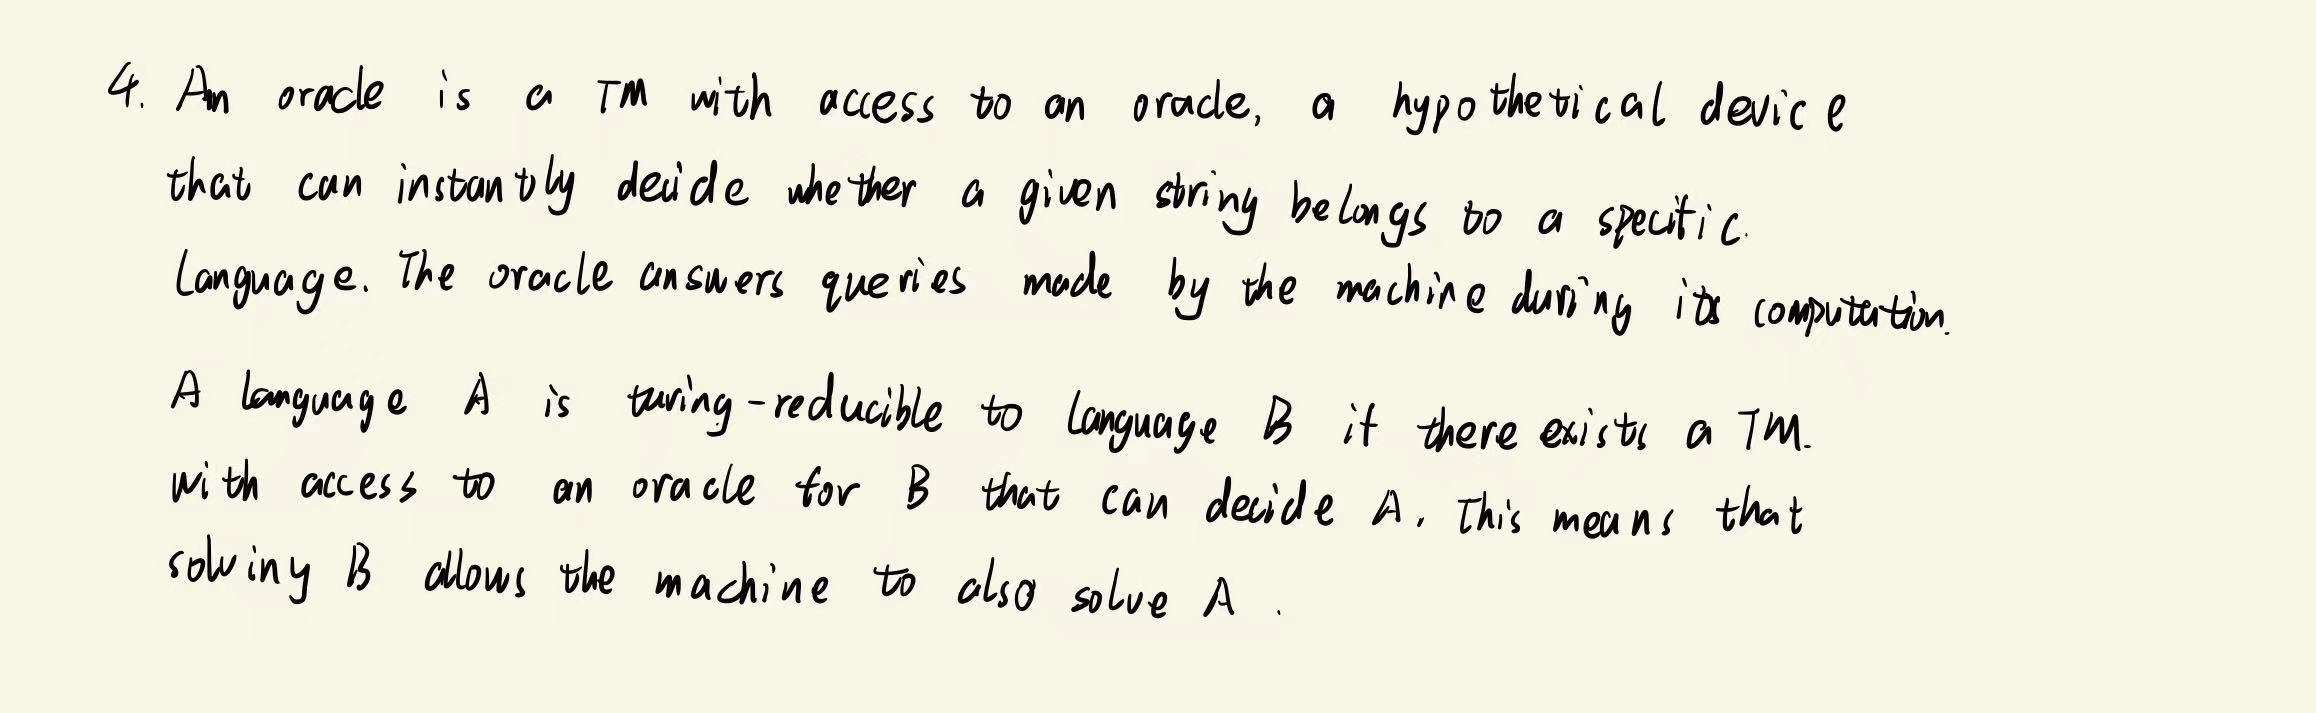 4. An oracle is a TM with access to an oracle, a hypothetical device
that can instantly decide whether a given string belongs to a specific.
Language. The oracle answers queries made by the machine during its computation.
A language A is turing-reducible to language B if there exists a TM.
with access to an oracle for B that can decide A. This means that
solving B allows the machine to also solve A.